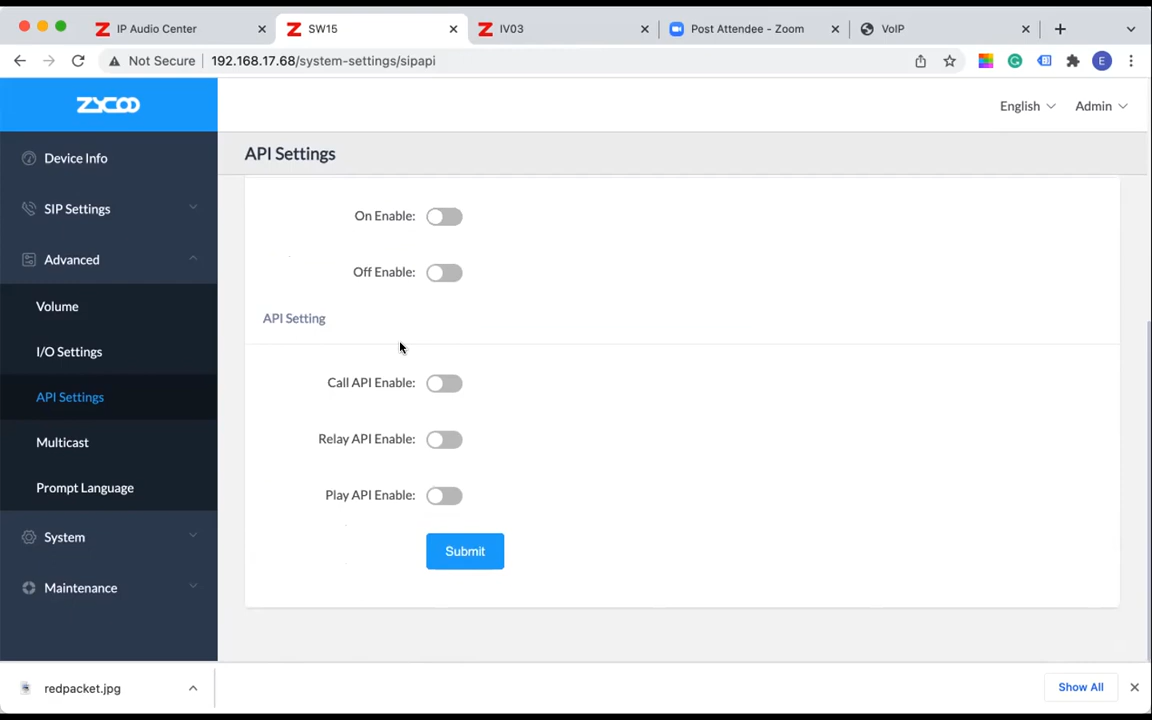 IP Audio Center
SW15
IV03
Post Attendee - Zoom
VoIP
Not Secure
192.168.17.68/system-settings/sipapi
E
ZYCOO
English
Admin
Device Info
SIP Settings
Advanced
Volume
I/O Settings
API Settings
Multicast
Prompt Language
System
Maintenance
API Settings
On Enable:
Off Enable:
API Setting
Call API Enable:
Relay API Enable:
Play API Enable:
Submit
redpacket.jpg
Show All